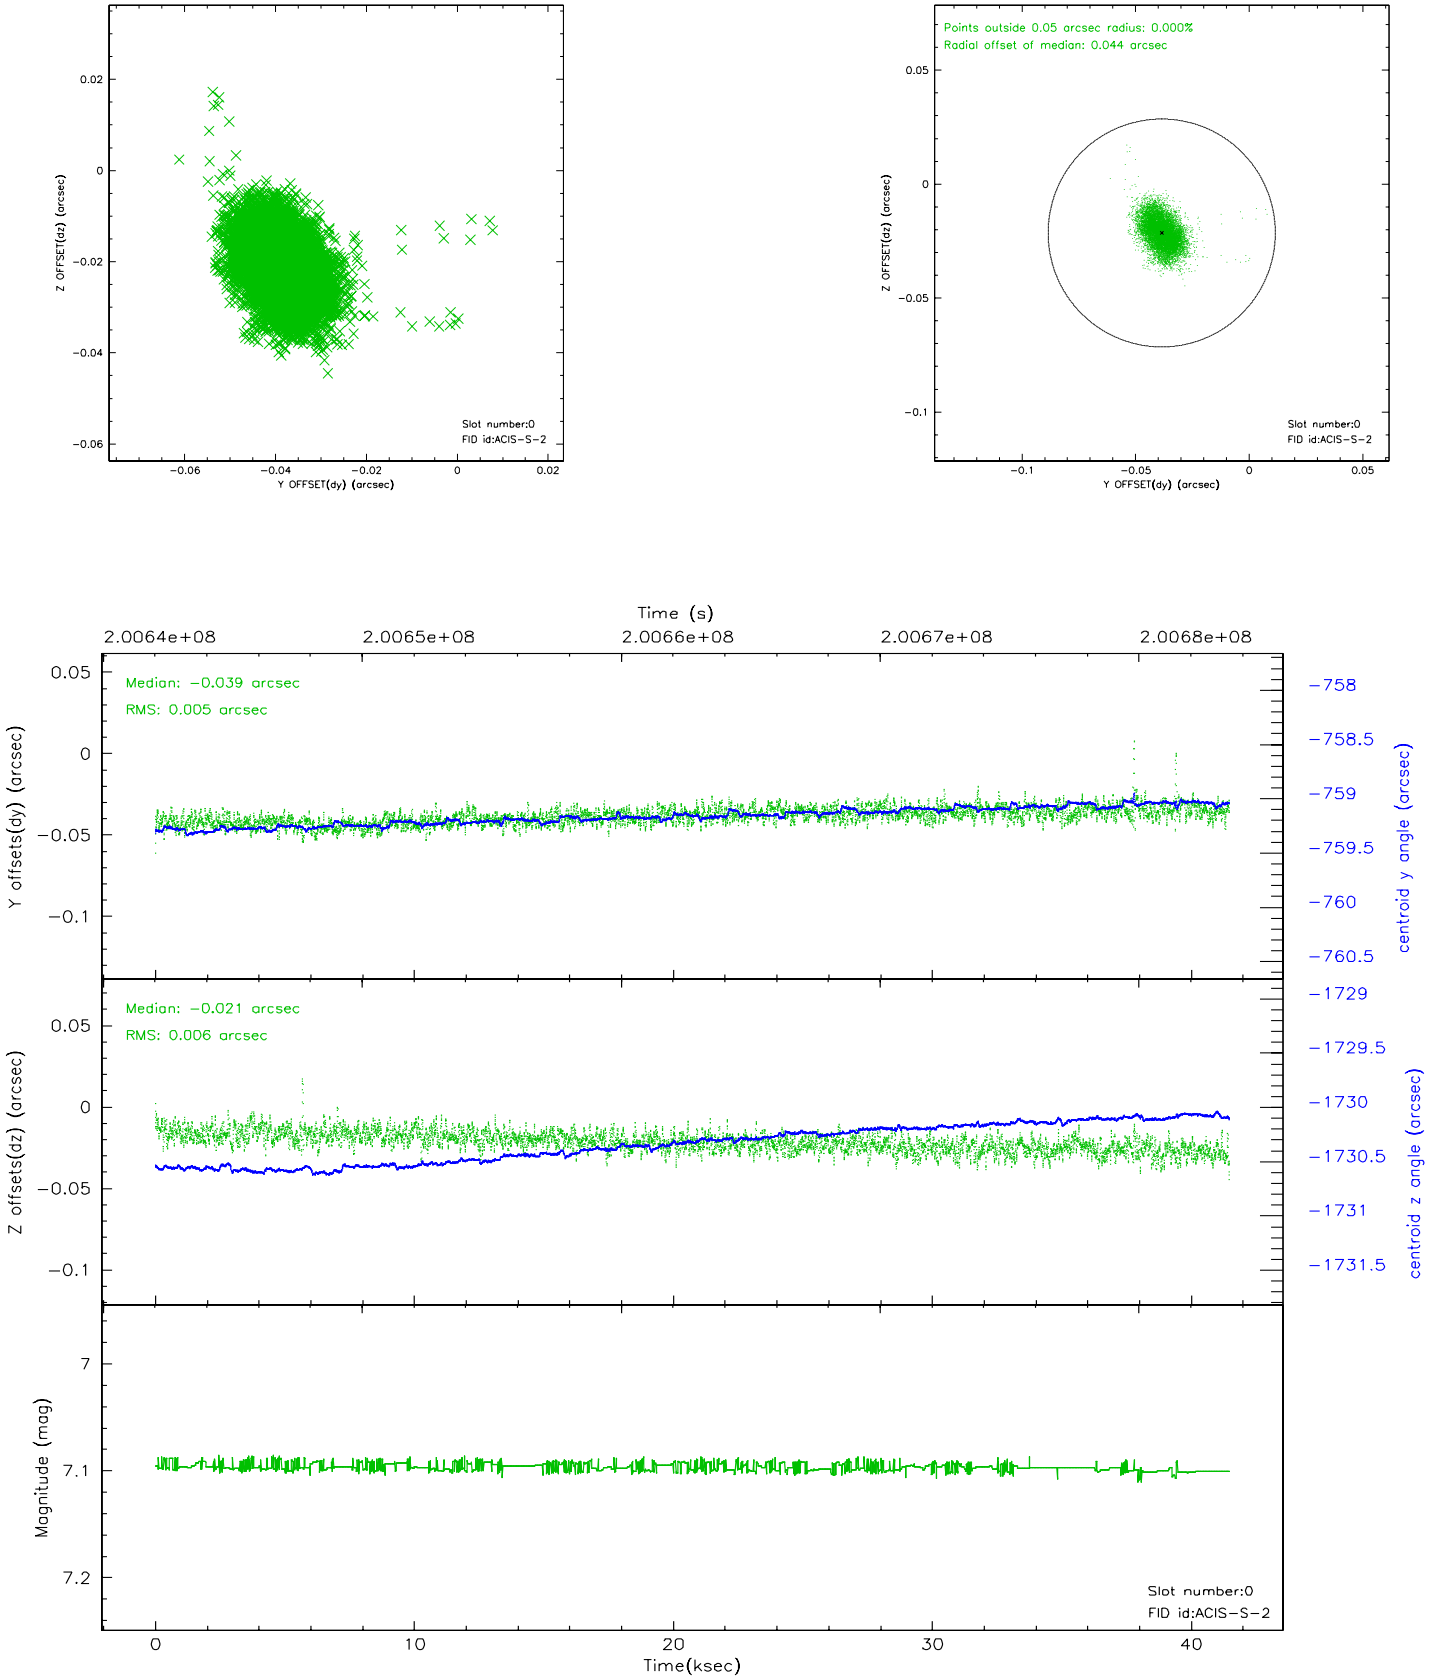 0.02
0
-0.02
-0.04
-0.06
Z OFFSET(dz) (arcsec)
Slot number:0
FID id:ACIS-S-2
-0.06 -0.04 -0.02 0 0.02
Y OFFSET(dy) (arcsec)
Points outside 0.05 arcsec radius: 0.000%
Radial offset of median: 0.044 arcsec
0.05
0
-0.05
-0.1
Z OFFSET(dz) (arcsec)
Slot number:0
FID id:ACIS-S-2
-0.1 -0.05 0 0.05
Y OFFSET(dy) (arcsec)
Time (s)
2.0064e+08 2.0065e+08 2.0066e+08 2.0067e+08 2.0068e+08
Median: -0.039 arcsec
RMS: 0.005 arcsec
0.05
0
-0.05
-0.1
Y offsets(dy) (arcsec)
-758
-758.5
-759
-759.5
-760
-760.5
centroid y angle (arcsec)
Median: -0.021 arcsec
RMS: 0.006 arcsec
0.05
0
-0.05
-0.1
Z offsets(dz) (arcsec)
-1729
-1729.5
-1730
-1730.5
-1731
-1731.5
centroid z angle (arcsec)
7
7.1
7.2
Magnitude (mag)
Slot number:0
FID id:ACIS-S-2
0 10 20 30 40
Time(ksec)